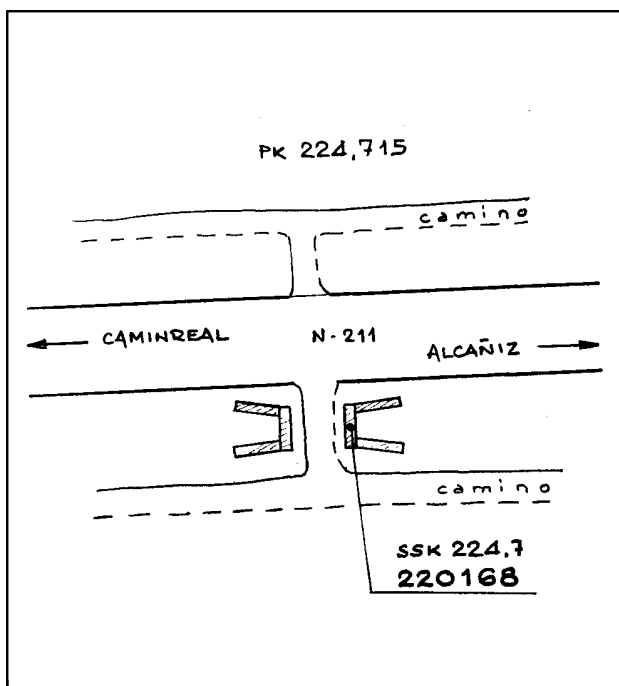 PK 224,715
camino
CAMINREAL N-211 ALCAÑIZ
camino
SSK 224,7
220168